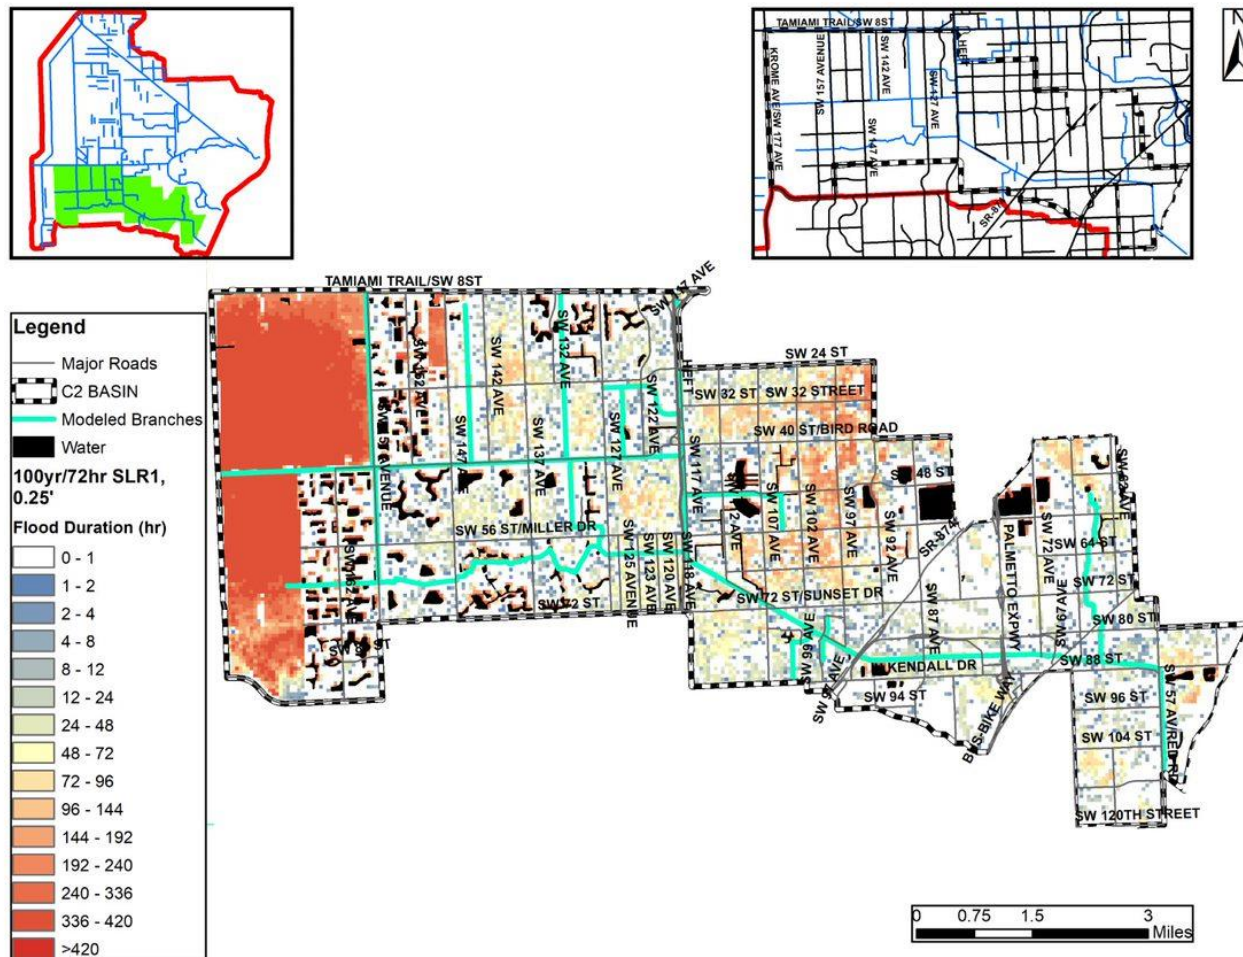 TAMIAMI TRAIL/SW 8ST
KROME AVE/SW 177 AVE
SW 157 AVENUE
SW 142 AVE
SW 147 AVE
SW 127 AVE
HEFT
SR-874
N
Legend
Major Roads
C2 BASIN
Modeled Branches
Water
100yr/72hr SLR1,
0.25'
Flood Duration (hr)
0 - 1
1 - 2
2 - 4
4 - 8
8 - 12
12 - 24
24 - 48
48 - 72
72 - 96
96 - 144
144 - 192
192 - 240
240 - 336
336 - 420
>420
TAMIAMI TRAIL/SW 8ST
SW 117 AVE
SW 152 AVE
SW 142 AVE
SW 132 AVE
HEFT
SW 24 ST
SW 32 ST
SW 32 STREET
SW 122 AVE
SW 40 ST/BIRD ROAD
AVENUE
SW 147 AVE
SW 137 AVE
SW 127 AVE
SW 117 AVE
SW 107 AVE
SW 102 AVE
SW 97 AVE
SW 92 AVE
48 ST
SR-874
SW 56 ST/MILLER DR
SW 125 AVENUE
SW 123 AVE
SW 120 AVE
SW 118 AVE
SW 72 ST
SW 72 ST/SUNSET DR
SW 87 AVE
PALMETTO EXPWY
SW 72 AVE
SW 64 ST
SW 72 ST
SW 80 ST
SW 99 AVE
SW 97 AVE
KENDALL DR
SW 88 ST
SW 94 ST
SW 96 ST
SW 104 ST
SW 57 AV/RED RD
SW 120TH STREET
0 0.75 1.5 3
Miles